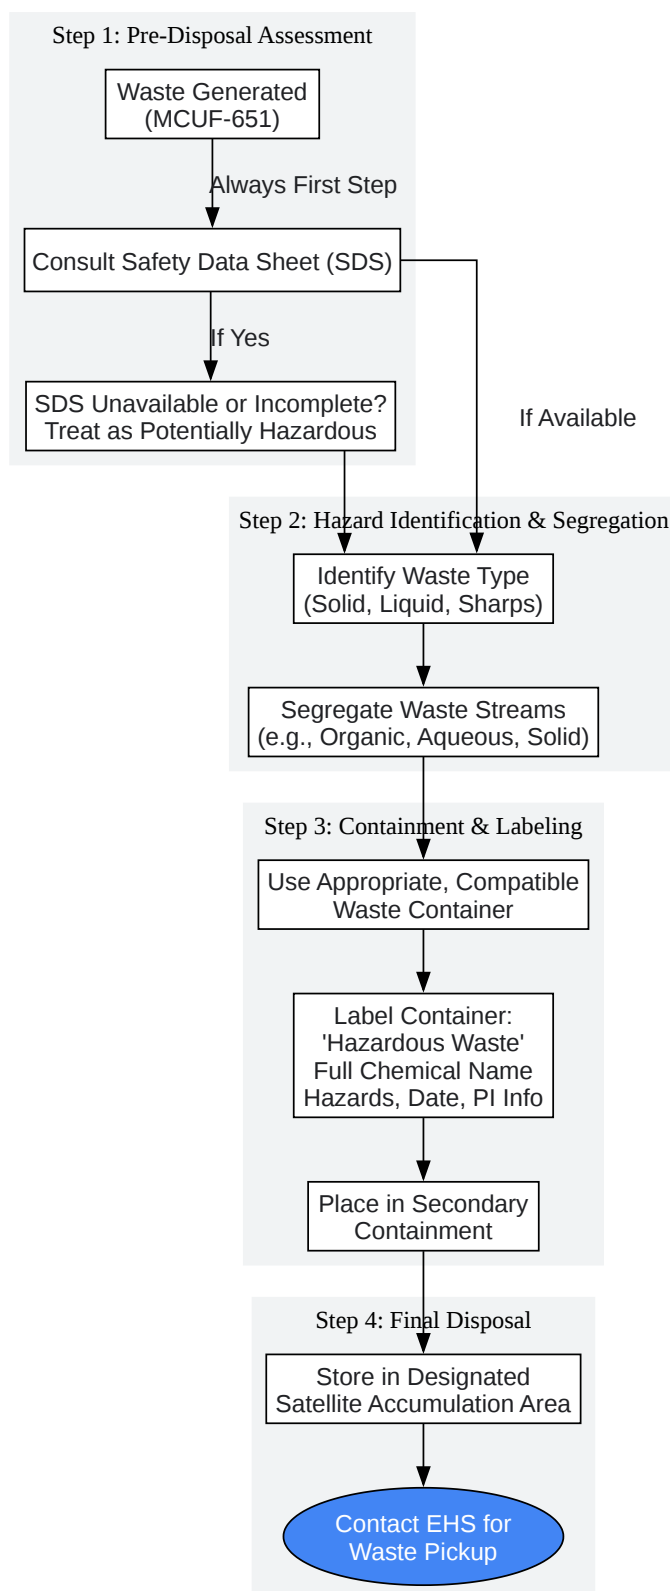 Step 1: Pre-Disposal Assessment
Waste Generated
(MCUF-651)
Always First Step
Consult Safety Data Sheet (SDS)
If Yes
SDS Unavailable or Incomplete?
Treat as Potentially Hazardous
If Available
Step 2: Hazard Identification & Segregation
Identify Waste Type
(Solid, Liquid, Sharps)
Segregate Waste Streams
(e.g., Organic, Aqueous, Solid)
Step 3: Containment & Labeling
Use Appropriate, Compatible
Waste Container
Label Container:
'Hazardous Waste'
Full Chemical Name
Hazards, Date, PI Info
Place in Secondary
Containment
Step 4: Final Disposal
Store in Designated
Satellite Accumulation Area
Contact EHS for
Waste Pickup